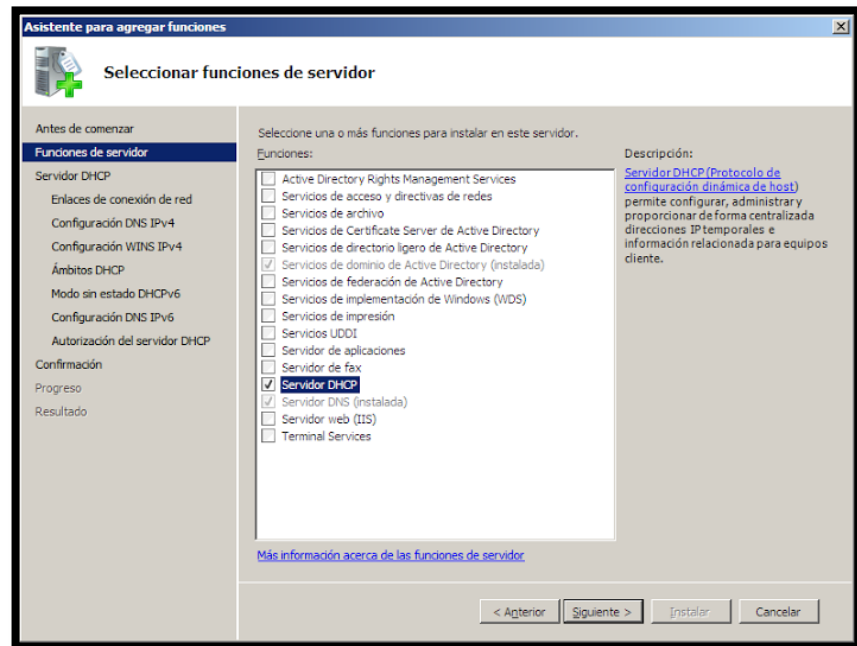 Asistente para agregar funciones
Seleccionar funciones de servidor
Antes de comenzar
Funciones de servidor
Servidor DHCP
Enlaces de conexión de red
Configuración DNS IPv4
Configuración WINS IPv4
Ámbitos DHCP
Modo sin estado DHCPv6
Configuración DNS IPv6
Autorización del servidor DHCP
Confirmación
Progreso
Resultado
Seleccione una o más funciones para instalar en este servidor.
Funciones:
Active Directory Rights Management Services
Servicios de acceso y directivas de redes
Servicios de archivo
Servicios de Certificate Server de Active Directory
Servicios de directorio ligero de Active Directory
Servicios de dominio de Active Directory (instalada)
Servicios de federación de Active Directory
Servicios de implementación de Windows (WDS)
Servicios de impresión
Servicios UDDI
Servidor de aplicaciones
Servidor de fax
Servidor DHCP
Servidor DNS (instalada)
Servidor web (IIS)
Terminal Services
Más información acerca de las funciones de servidor
Descripción:
Servidor DHCP (Protocolo de
configuración dinámica de host)
permite configurar, administrar y
proporcionar de forma centralizada
direcciones IP temporales e
información relacionada para equipos
cliente.
< Anterior
Siguiente >
Instalar
Cancelar